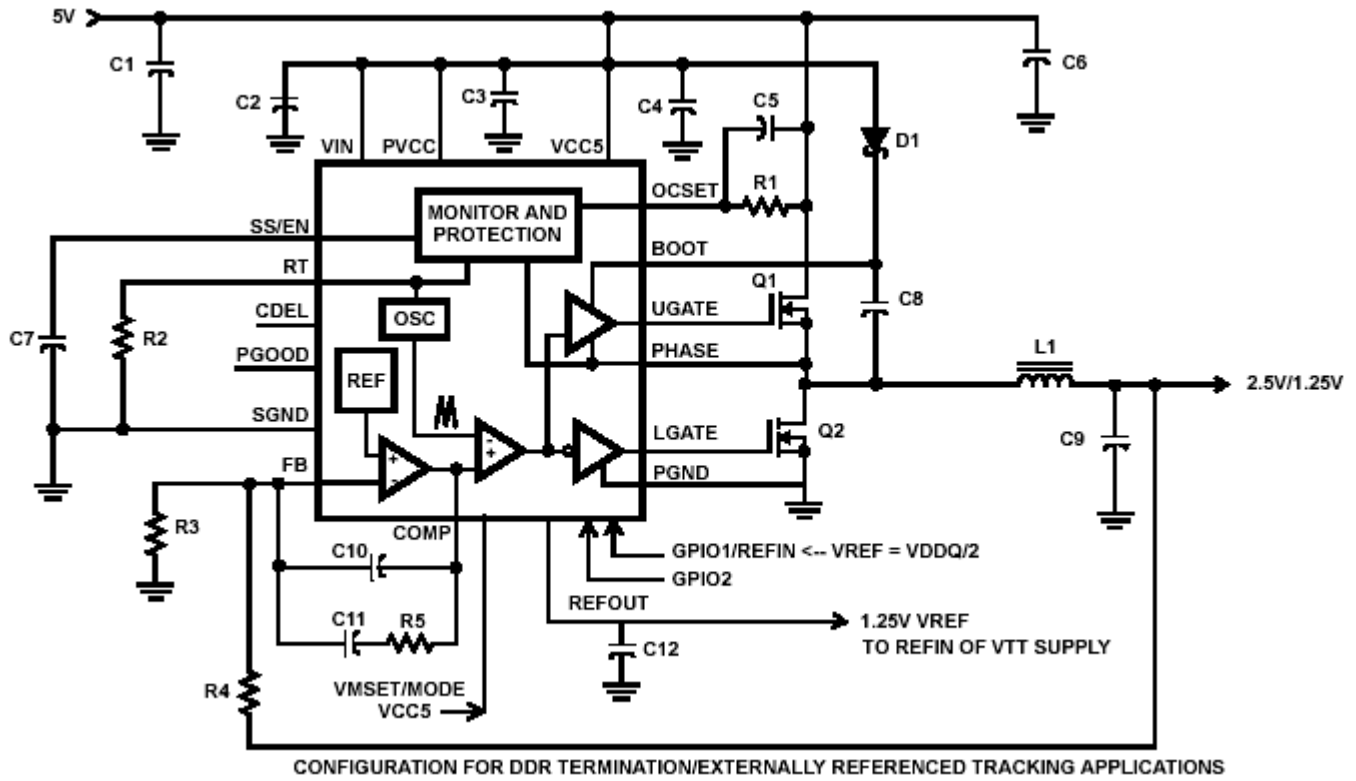 5V
C1
C2
C3
C4
C5
C6
VIN
PVCC
VCC5
D1
OCSET
R1
MONITOR AND
PROTECTION
SS/EN
BOOT
RT
Q1
C8
CDEL
OSC
UGATE
C7
R2
PGOOD
PHASE
L1
REF
2.5V/1.25V
SGND
LGATE
Q2
C9
FB
+
-
-
+
PGND
R3
COMP
C10
GPIO1/REFIN <-- VREF = VDDQ/2
GPIO2
C11
R5
REFOUT
1.25V VREF
TO REFIN OF VTT SUPPLY
C12
R4
VMSET/MODE
VCC5
CONFIGURATION FOR DDR TERMINATION/EXTERNALLY REFERENCED TRACKING APPLICATIONS